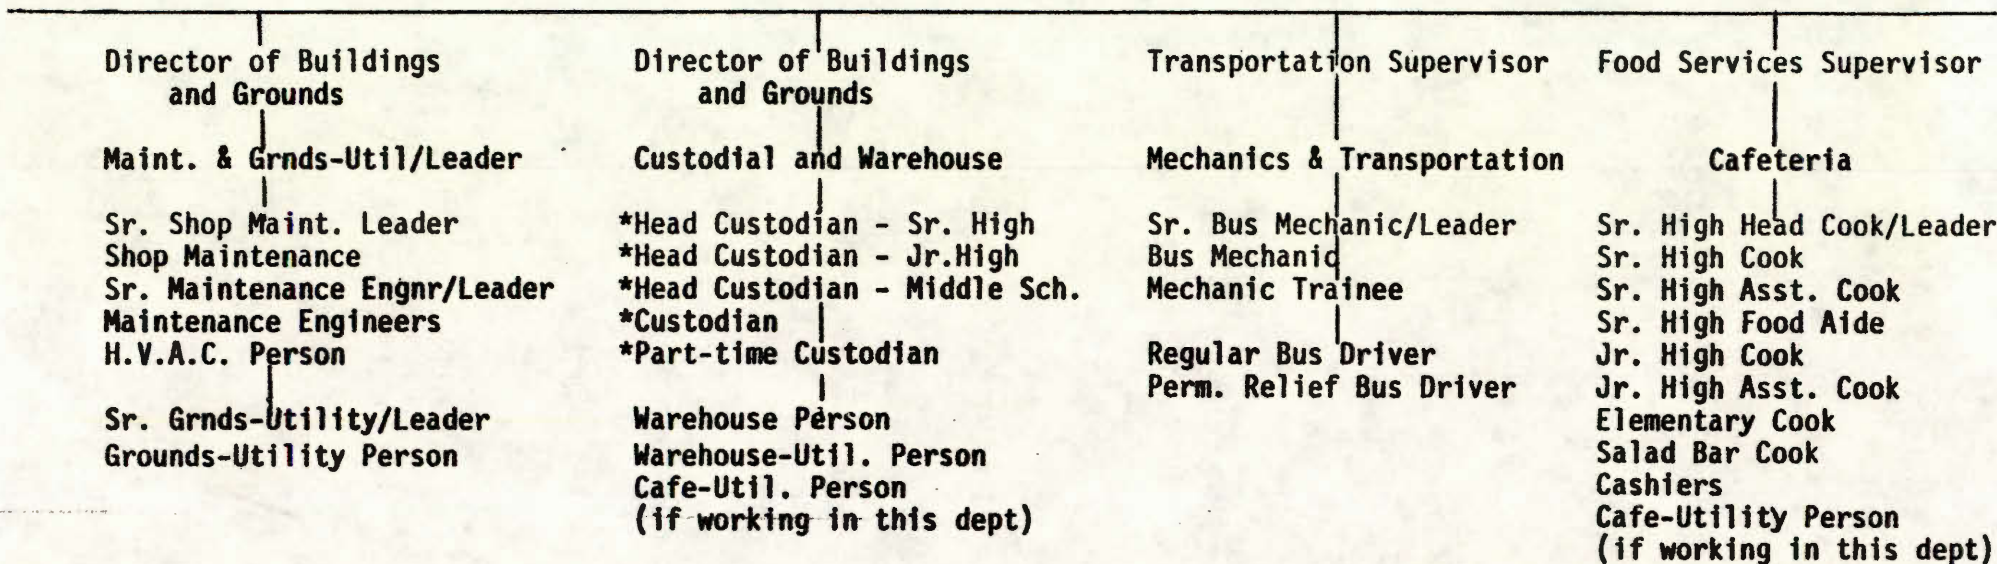 Director of Buildings
and Grounds
Maint. & Grnds-Util/Leader
Sr. Shop Maint. Leader
Shop Maintenance
Sr. Maintenance Engnr/Leader
Maintenance Engineers
H.V.A.C. Person
Sr. Grnds-Utility/Leader
Grounds-Utility Person
Director of Buildings
and Grounds
Custodial and Warehouse
*Head Custodian - Sr. High
*Head Custodian - Jr.High
*Head Custodian - Middle Sch.
*Custodian
*Part-time Custodian
Warehouse Person
Warehouse-Util. Person
Cafe-Util. Person
(if working in this dept)
Transportation Supervisor
Mechanics & Transportation
Sr. Bus Mechanic/Leader
Bus Mechanic
Mechanic Trainee
Regular Bus Driver
Perm. Relief Bus Driver
Food Services Supervisor
Cafeteria
Sr. High Head Cook/Leader
Sr. High Cook
Sr. High Asst. Cook
Sr. High Food Aide
Jr. High Cook
Jr. High Asst. Cook
Elementary Cook
Salad Bar Cook
Cashiers
Cafe-Utility Person
(if working in this dept)